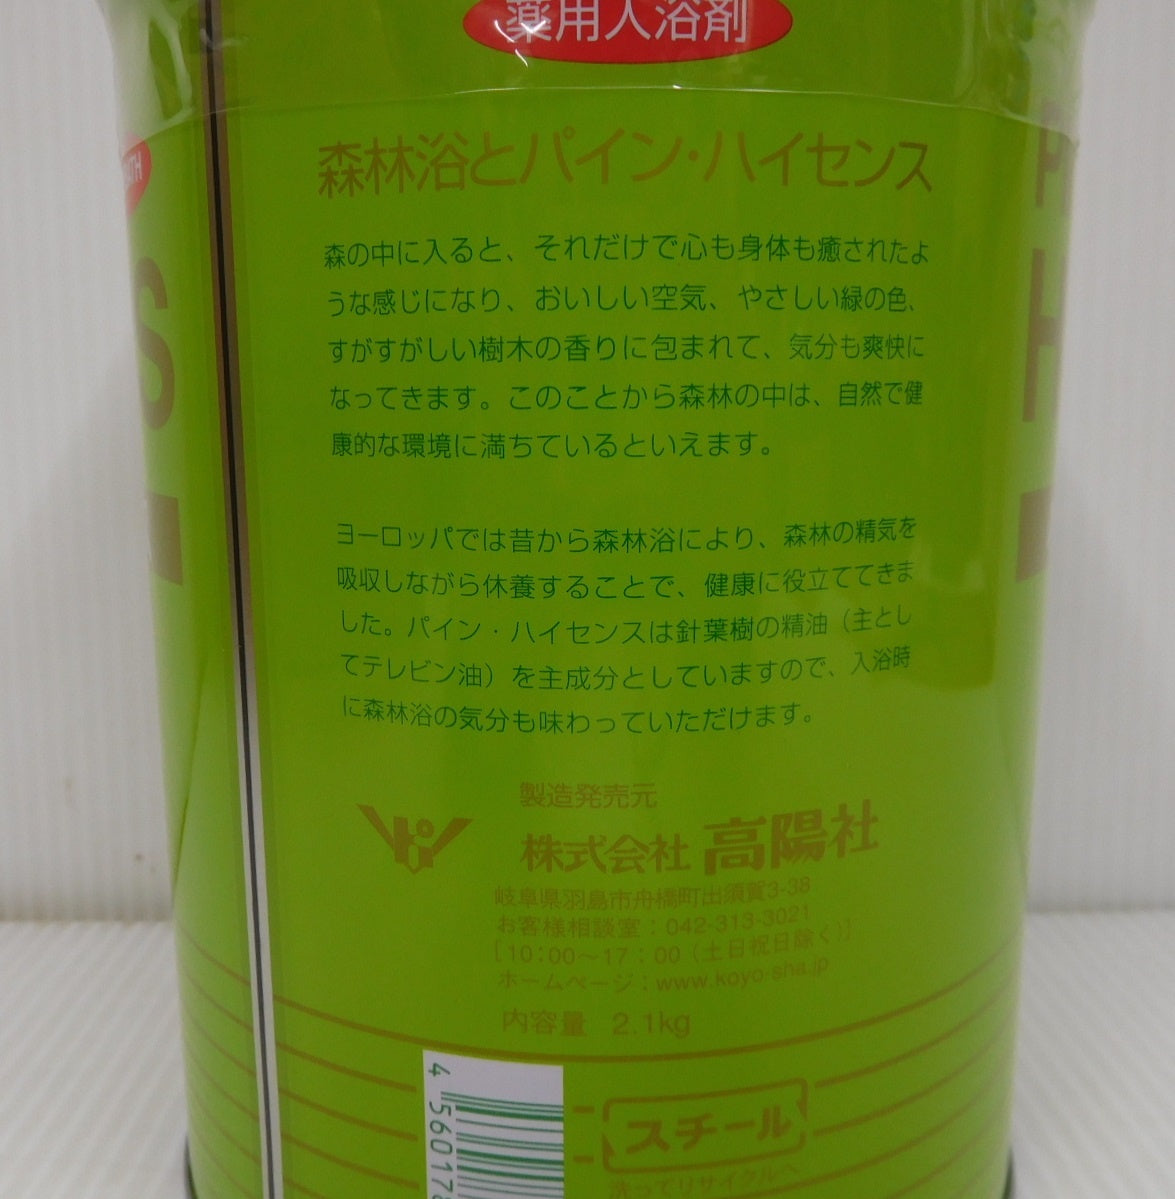 薬用入浴剤
森林浴とパイン・ハイセンス
森の中に入ると、それだけで心も身体も癒されたよ
うな感じになり、おいしい空気、やさしい緑の色、
すがすがしい樹木の香りに包まれて、気分も爽快に
なってきます。このことから森林の中は、自然で健
康的な環境に満ちているといえます。
ヨーロッパでは昔から森林浴により、森林の精気を
吸収しながら休養することで、健康に役立ててきま
した。パイン・ハイセンスは針葉樹の精油（主とし
てテレビン油）を主成分としていますので、入浴時
に森林浴の気分も味わっていただけます。
製造発売元
株式会社 高陽社
岐阜県羽島市舟橋町出須賀3-38
お客様相談室：042-313-3021
[10：00～17：00（土日祝日除く）]
ホームページ：www.koyo-sha.jp
内容量 2.1kg
スチール
洗ってリサイクルへ
4 560178
S
H